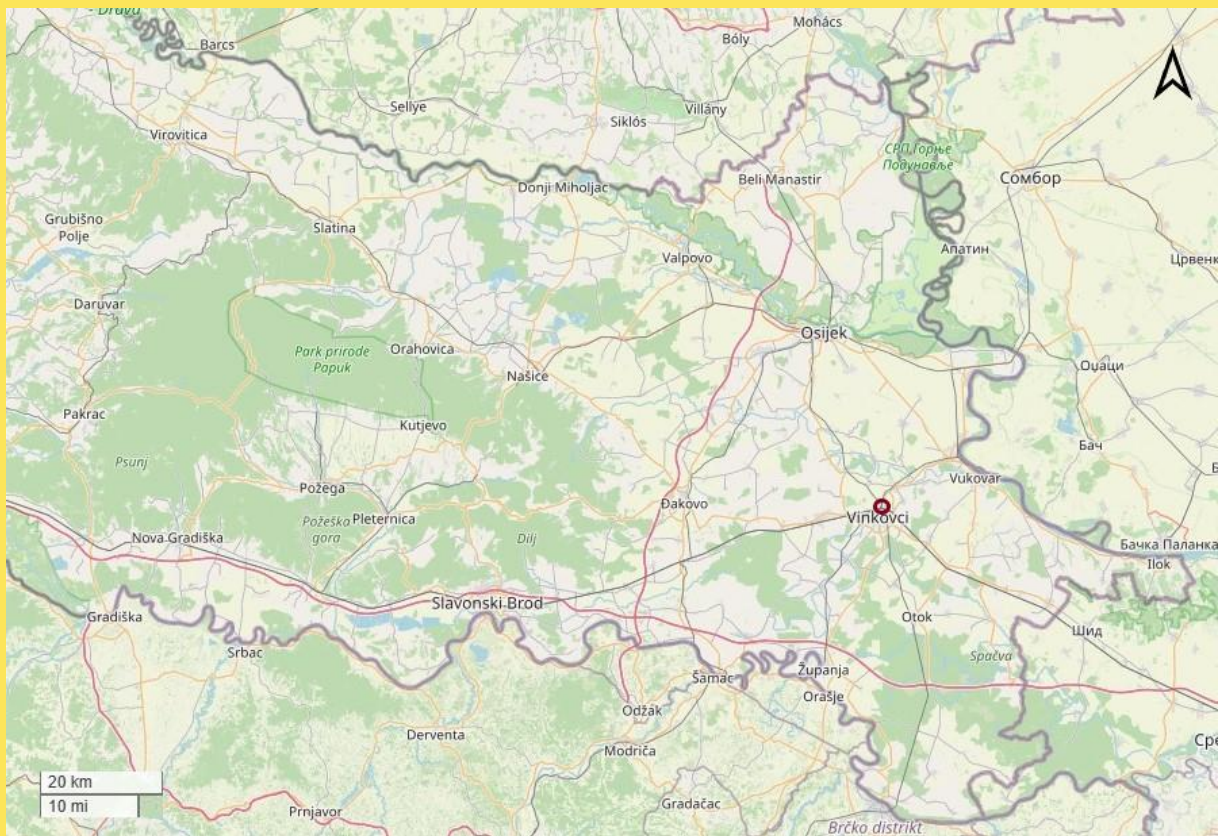 - Drava
Mohács
Bóly
Barcs
Sellye
Villány
Siklós
Virovitica
СРП Горње
Подунавље
Beli Manastir
Сомбор
Donji Miholjac
Grubišno
Polje
Slatina
Апатин
Valpovo
Црвенк
Daruvar
Osijek
Park prirode
Papuk
Orahovica
Našice
Оџаци
Pakrac
Kutjevo
Бач
Psunj
Vukovar
Požega
Đakovo
Požeška
gora
Pleternica
Vinkovci
Nova Gradiška
Dilj
Бачка Паланка
Ilok
Slavonski Brod
Gradiška
Otok
Шид
Srbac
Spačva
Županja
Šamac
Orašje
Odžak
Derventa
Modriča
Сре
20 km
10 mi
Prnjavor
Gradačac
Brčko distrikt